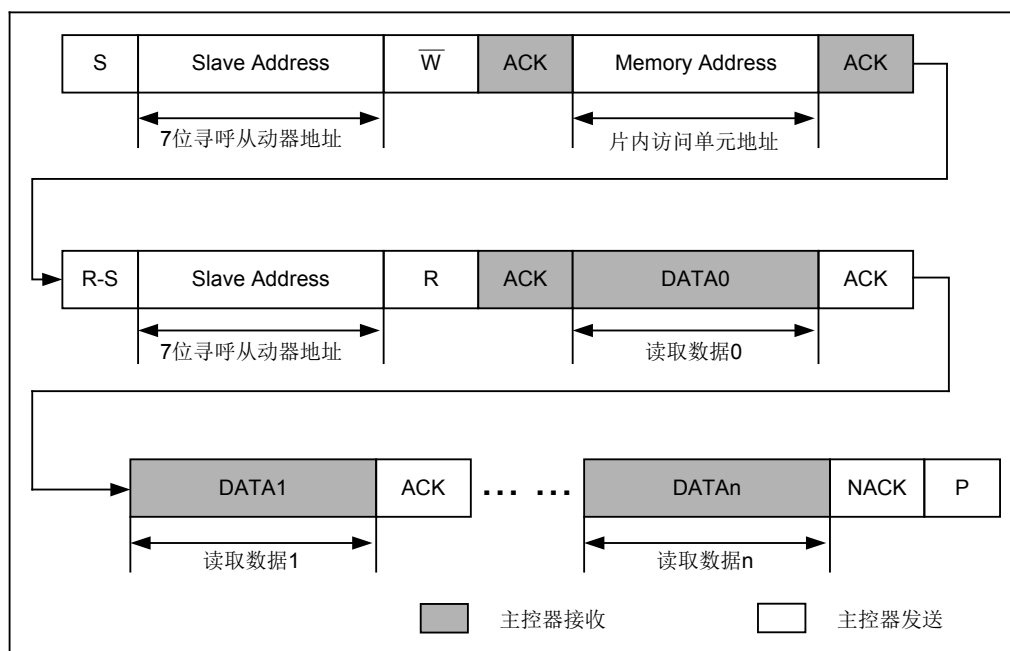 S Slave Address W̅ ACK Memory Address ACK
7位寻呼从动器地址 片内访问单元地址
R-S Slave Address R ACK DATA0 ACK
7位寻呼从动器地址 读取数据0
DATA1 ACK ... ... DATAn NACK P
读取数据1 读取数据n
主控器接收 主控器发送